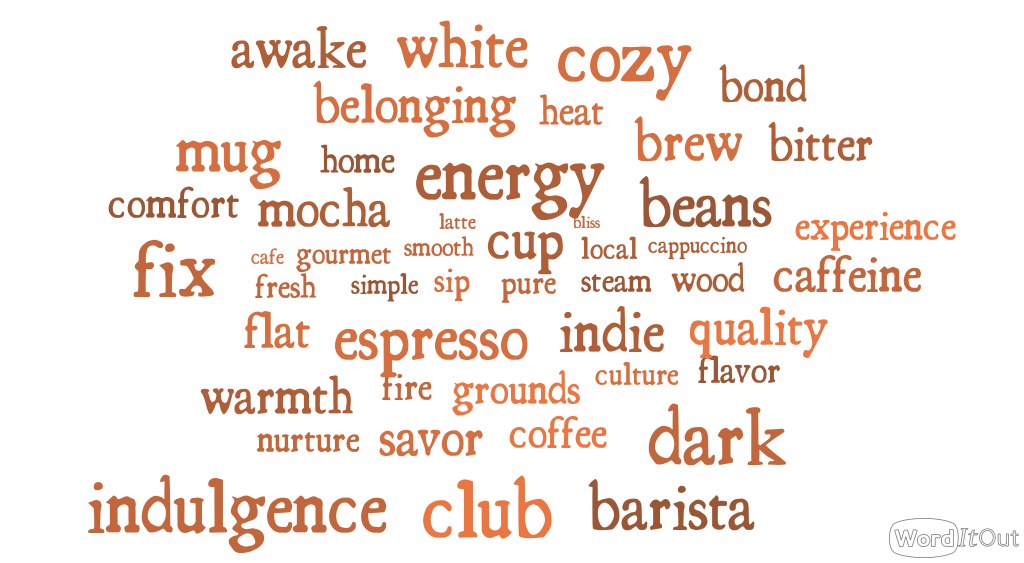 awake white cozy
bond
belonging heat
mug home energy brew bitter
comfort mocha latte bliss beans experience
fix cafe gourmet smooth cup local cappuccino
fresh simple sip pure steam wood caffeine
flat espresso indie quality
warmth fire grounds culture flavor
nurture savor coffee dark
indulgence club barista
WordItOut